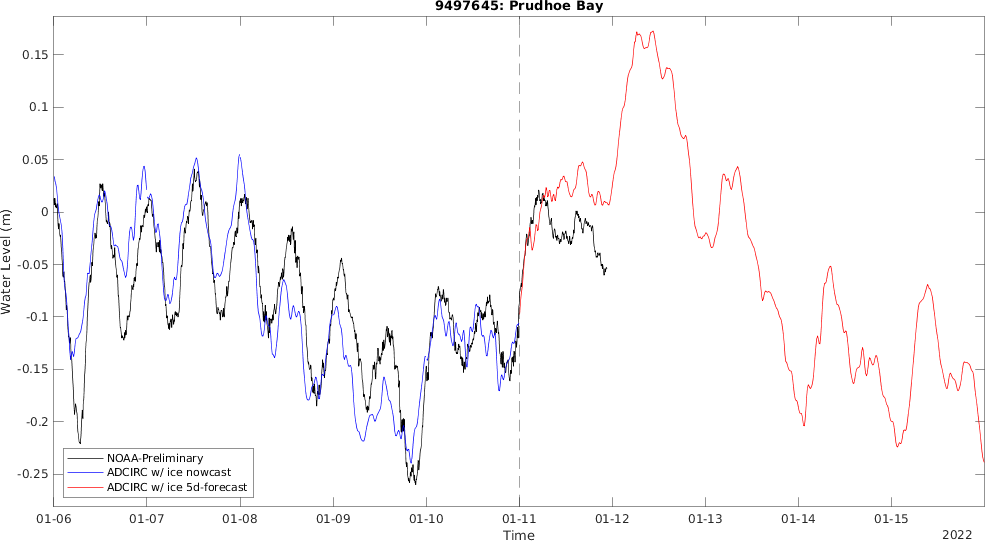 9497645: Prudhoe Bay
0.15
0.1
0.05
0
-0.05
-0.1
-0.15
-0.2
-0.25
Water Level (m)
NOAA-Preliminary
ADCIRC w/ ice nowcast
ADCIRC w/ ice 5d-forecast
01-06 01-07 01-08 01-09 01-10 01-11 01-12 01-13 01-14 01-15
Time
2022